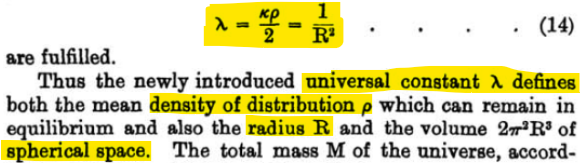 λ = κρ/2 = 1/R² . . . . (14)
are fulfilled.
Thus the newly introduced universal constant λ defines
both the mean density of distribution ρ which can remain in
equilibrium and also the radius R and the volume 2π²R³ of
spherical space. The total mass M of the universe, accord-